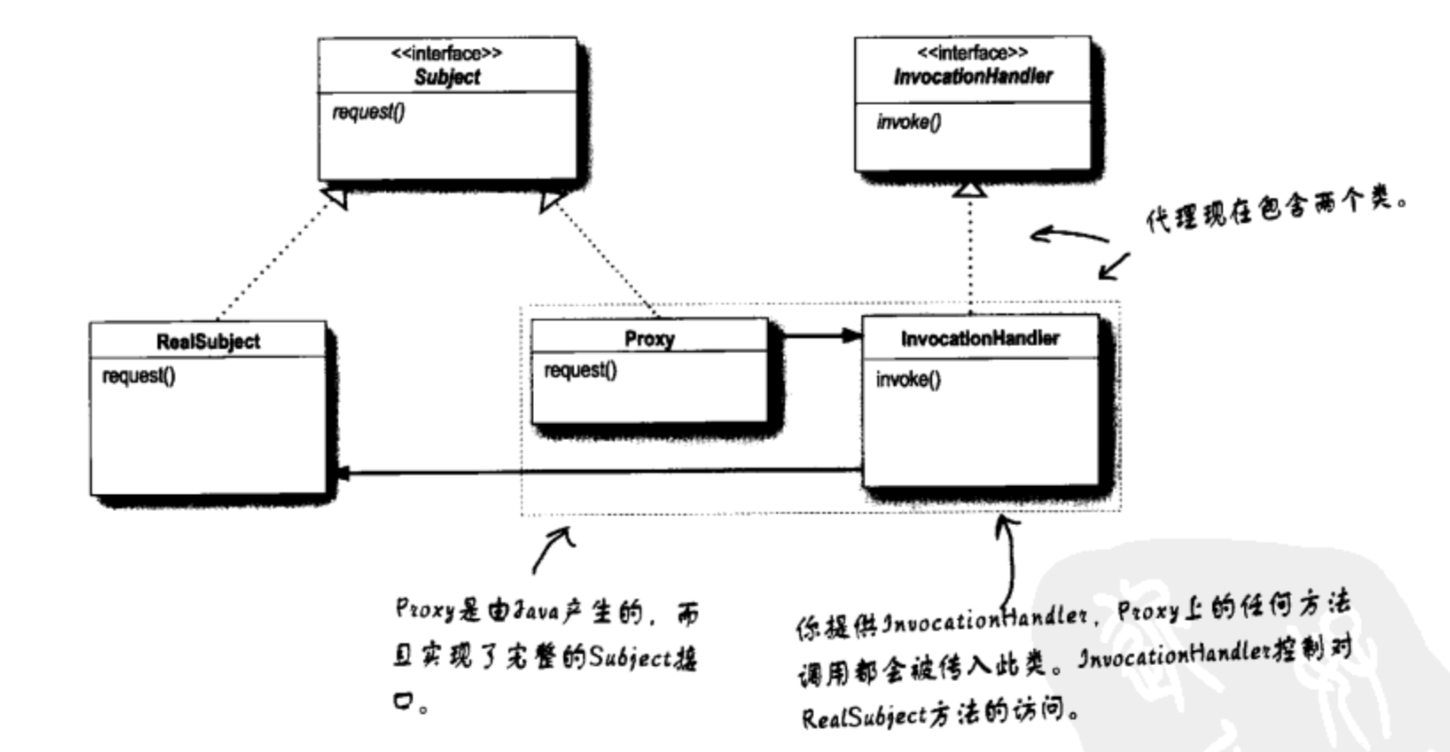 <<interface>>
Subject
request()
<<interface>>
InvocationHandler
invoke()
代理现在包含两个类。
RealSubject
request()
Proxy
request()
InvocationHandler
invoke()
Proxy是由Java产生的，而
且实现了完整的Subject接
口。
你提供InvocationHandler，Proxy上的任何方法
调用都会被传入此类。InvocationHandler控制对
RealSubject方法的访问。